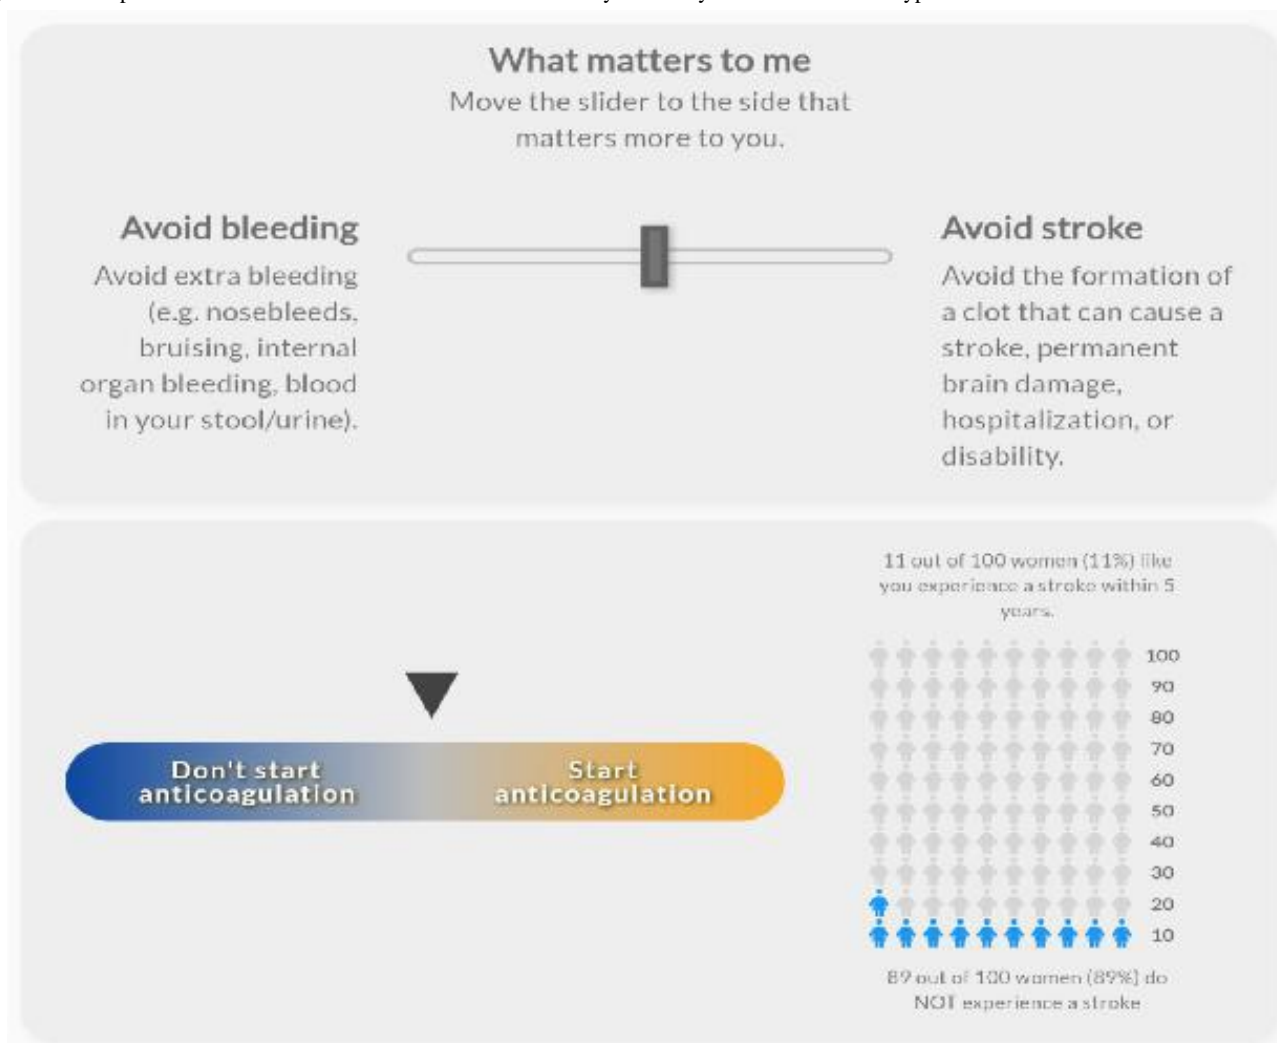 What matters to me
Move the slider to the side that
matters more to you.
Avoid bleeding
Avoid extra bleeding
(e.g. nosebleeds,
bruising, internal
organ bleeding, blood
in your stool/urine).
Avoid stroke
Avoid the formation of
a clot that can cause a
stroke, permanent
brain damage,
hospitalization, or
disability.
Don't start
anticoagulation
Start
anticoagulation
11 out of 100 women (11%) like
you experience a stroke within 5
years.
100
90
80
70
60
50
40
30
20
10
89 out of 100 women (89%) do
NOT experience a stroke